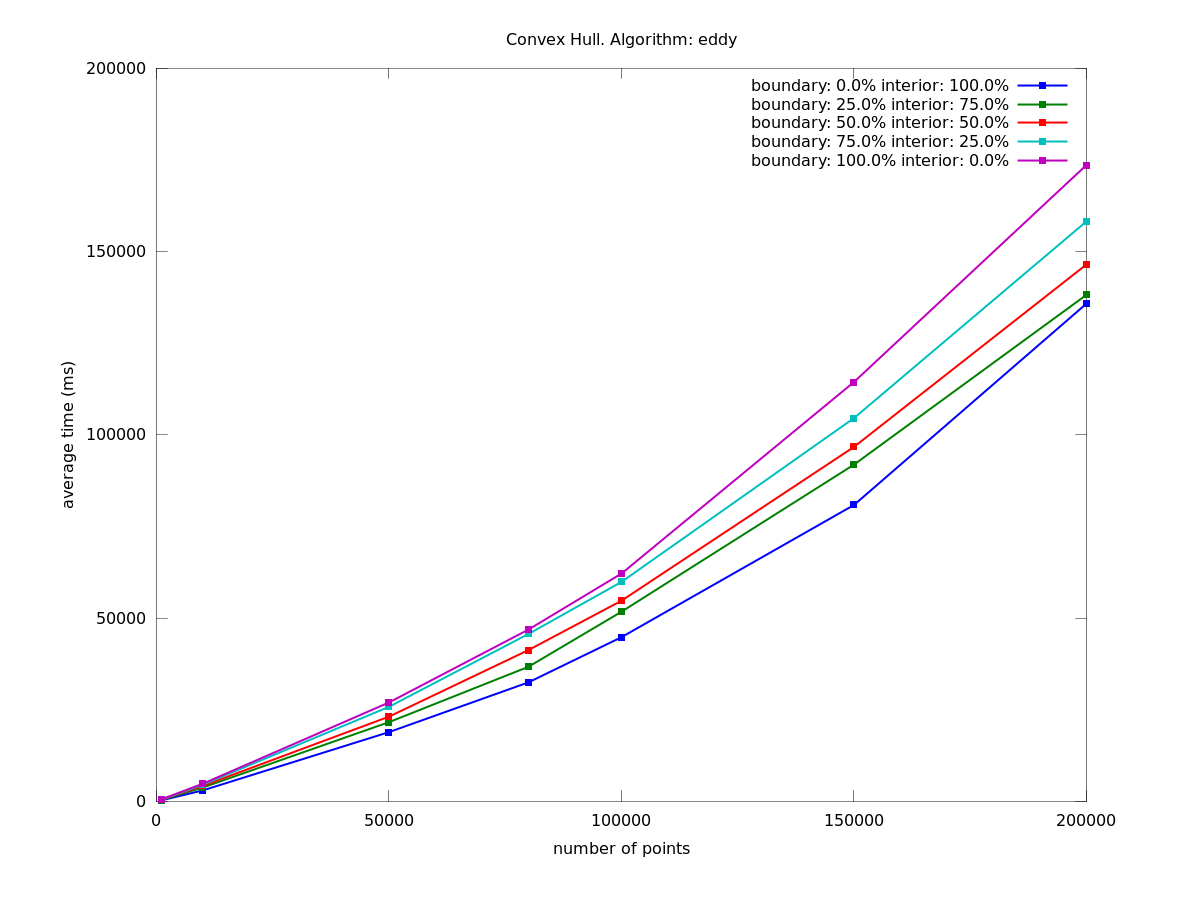 Convex Hull. Algorithm: eddy
200000
150000
100000
50000
0
average time (ms)
boundary: 0.0% interior: 100.0%
boundary: 25.0% interior: 75.0%
boundary: 50.0% interior: 50.0%
boundary: 75.0% interior: 25.0%
boundary: 100.0% interior: 0.0%
0 50000 100000 150000 200000
number of points